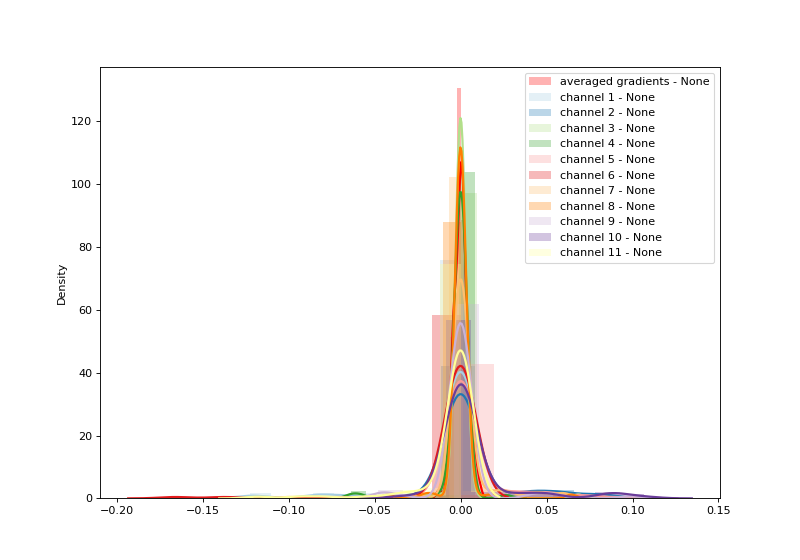 averaged gradients - None
channel 1 - None
channel 2 - None
channel 3 - None
channel 4 - None
channel 5 - None
channel 6 - None
channel 7 - None
channel 8 - None
channel 9 - None
channel 10 - None
channel 11 - None
Density
120
100
80
60
40
20
0
−0.20 −0.15 −0.10 −0.05 0.00 0.05 0.10 0.15